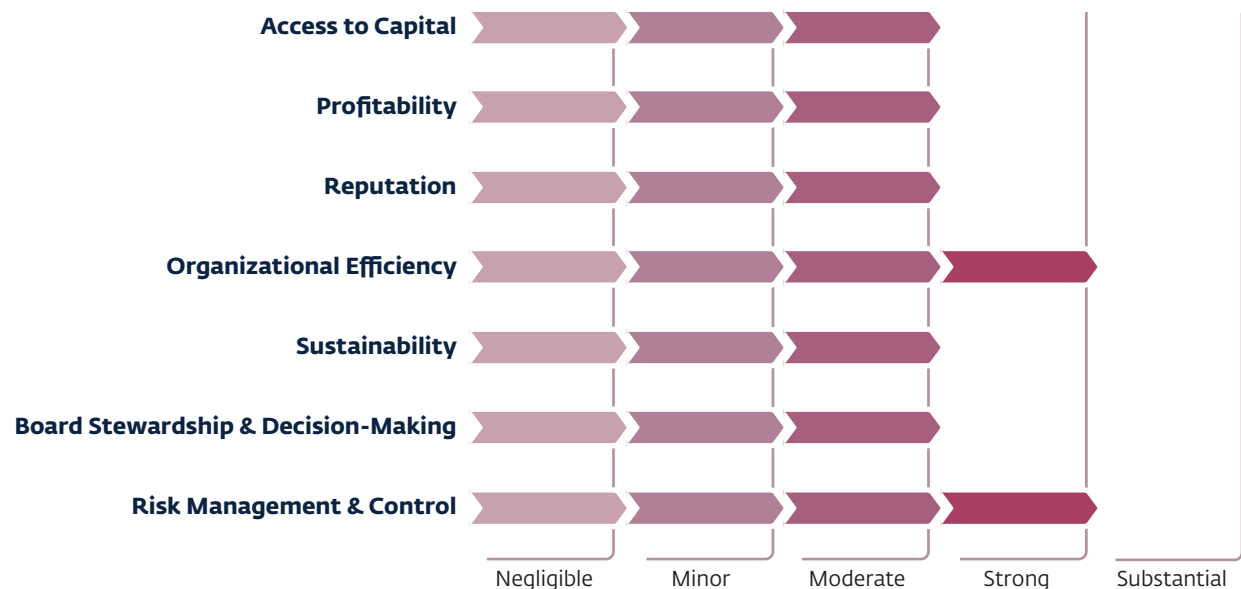 Access to Capital
Profitability
Reputation
Organizational Efficiency
Sustainability
Board Stewardship & Decision-Making
Risk Management & Control
Negligible Minor Moderate Strong Substantial